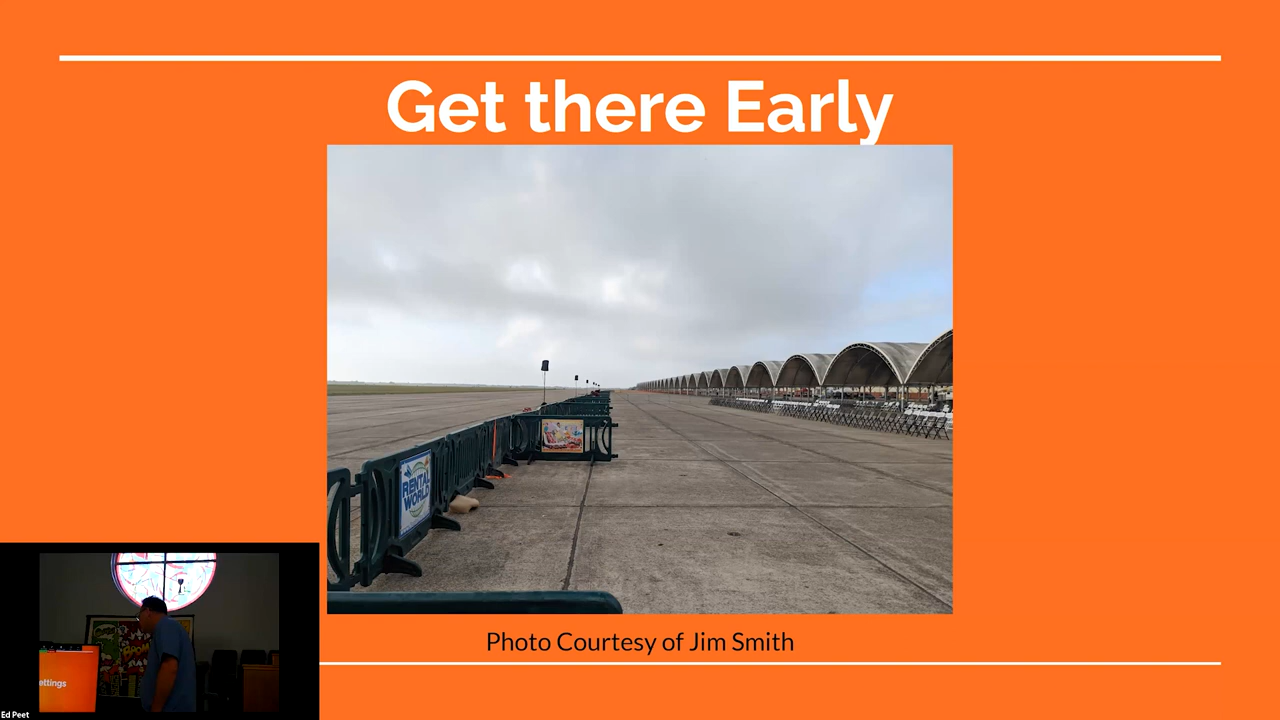 Get there Early
RENTAL
WORLD
Photo Courtesy of Jim Smith
ettings
Ed Peet